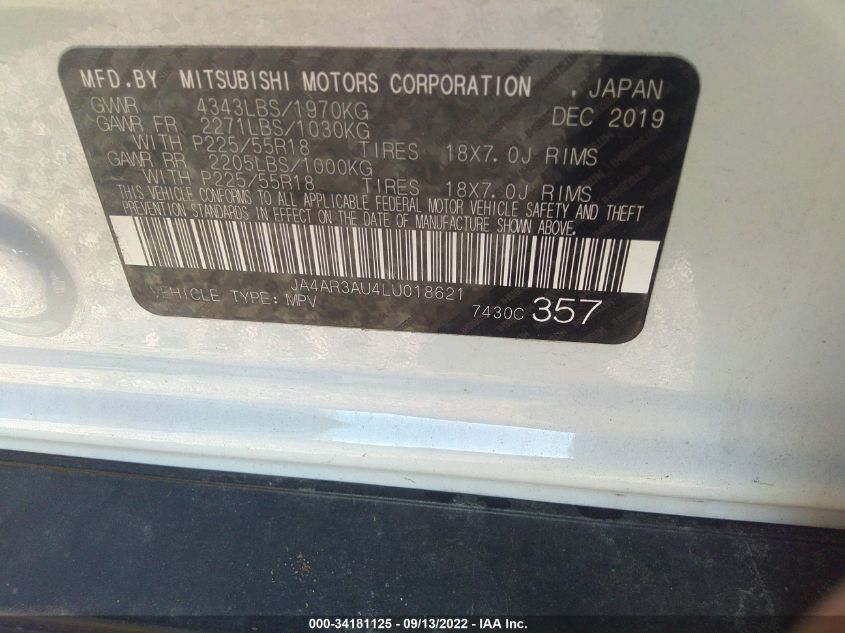 MFD.BY MITSUBISHI MOTORS CORPORATION , JAPAN
GVWR 4343LBS/1970KG DEC 2019
GAWR FR 2271LBS/1030KG
WITH P225/55R18 TIRES 18X7.0J RIMS
GAWR RR 2205LBS/1000KG
WITH P225/55R18 TIRES 18X7.0J RIMS
THIS VEHICLE CONFORMS TO ALL APPLICABLE FEDERAL MOTOR VEHICLE SAFETY AND THEFT
PREVENTION STANDARDS IN EFFECT ON THE DATE OF MANUFACTURE SHOWN ABOVE.
JA4AR3AU4LU018621
VEHICLE TYPE: MPV
7430C 357
000-34181125 - 09/13/2022 - IAA Inc.